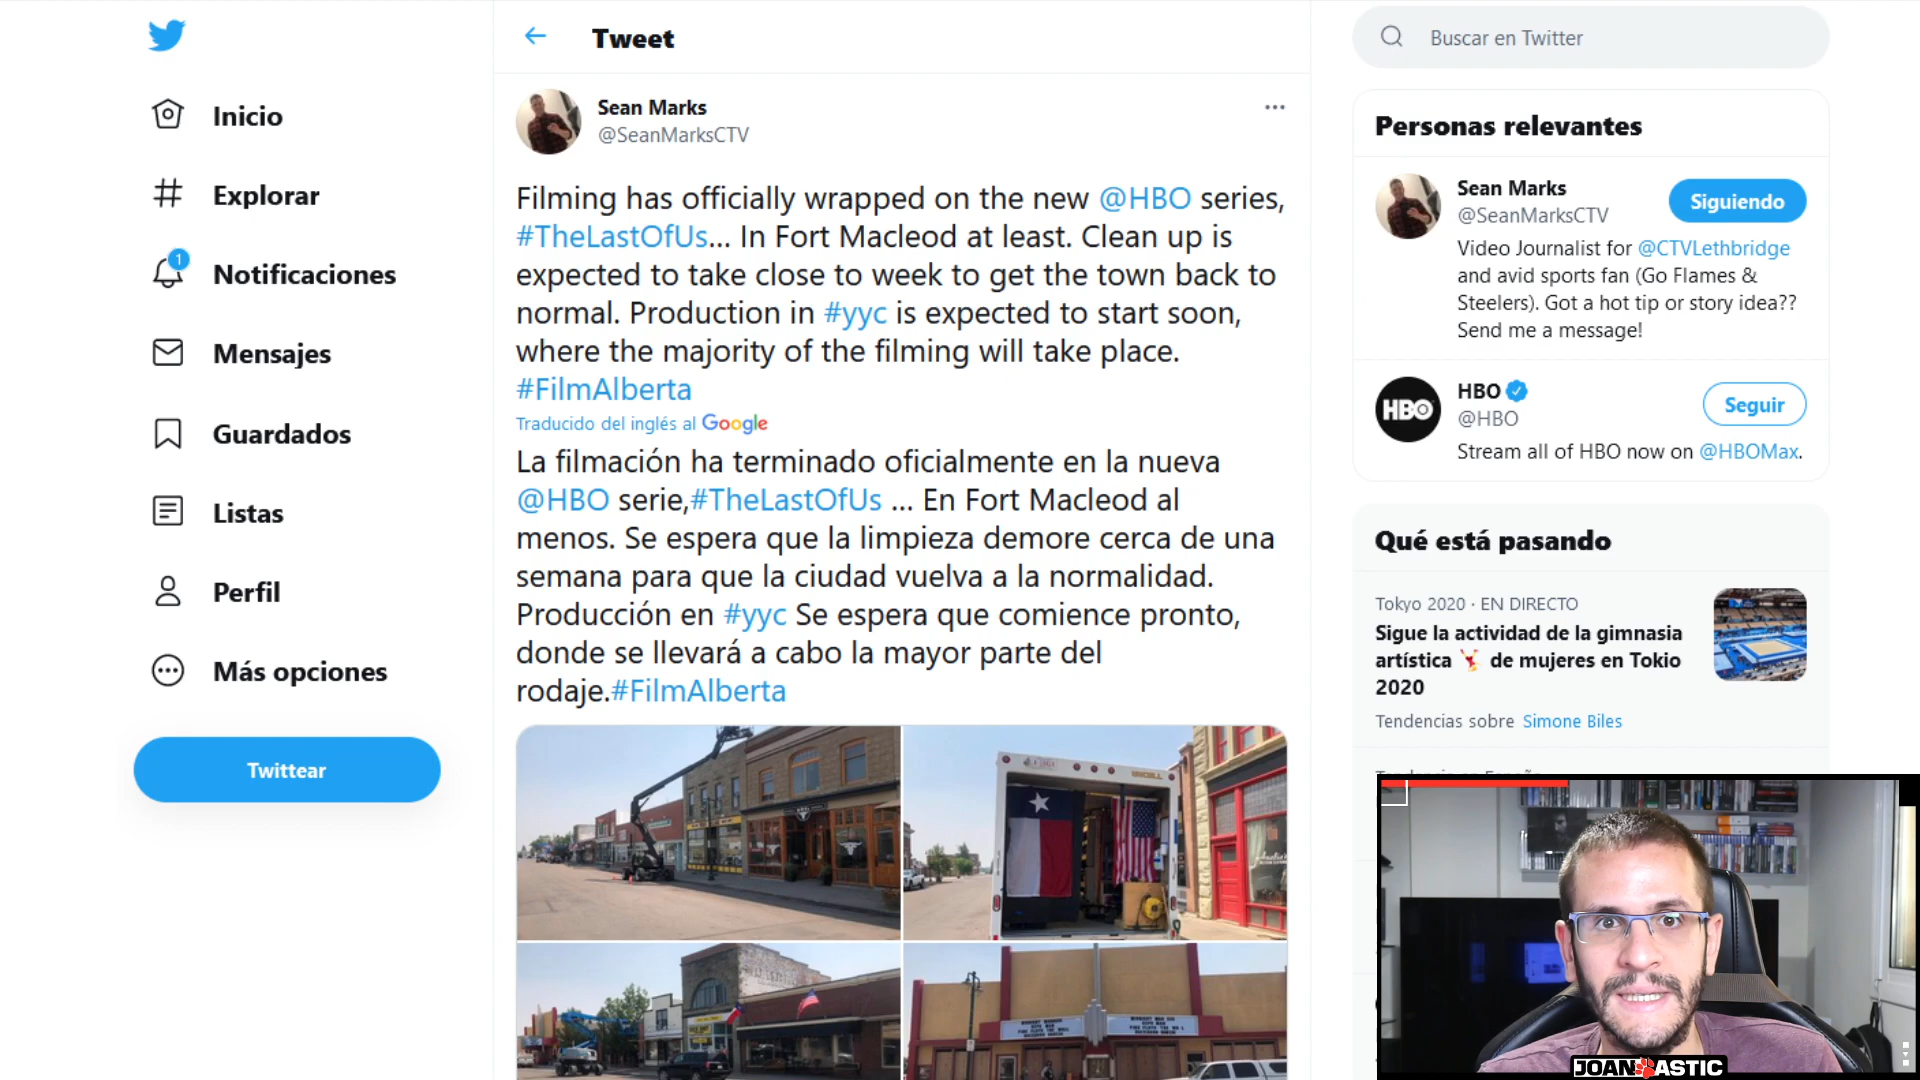 Inicio
Explorar
1
Notificaciones
Mensajes
Guardados
Listas
Perfil
Más opciones
Twittear
Tweet
Sean Marks
@SeanMarksCTV
Filming has officially wrapped on the new @HBO series,
#TheLastOfUs... In Fort Macleod at least. Clean up is
expected to take close to week to get the town back to
normal. Production in #yyc is expected to start soon,
where the majority of the filming will take place.
#FilmAlberta
Traducido del inglés al Google
La filmación ha terminado oficialmente en la nueva
@HBO serie,#TheLastOfUs ... En Fort Macleod al
menos. Se espera que la limpieza demore cerca de una
semana para que la ciudad vuelva a la normalidad.
Producción en #yyc Se espera que comience pronto,
donde se llevará a cabo la mayor parte del
rodaje.#FilmAlberta
Buscar en Twitter
Personas relevantes
Sean Marks
@SeanMarksCTV
Siguiendo
Video Journalist for @CTVLethbridge
and avid sports fan (Go Flames &
Steelers). Got a hot tip or story idea??
Send me a message!
HBO
HBO
@HBO
Seguir
Stream all of HBO now on @HBOMax.
Qué está pasando
Tokyo 2020 · EN DIRECTO
Sigue la actividad de la gimnasia
artística 🤸 de mujeres en Tokio
2020
Tendencias sobre Simone Biles
JOANTASTIC